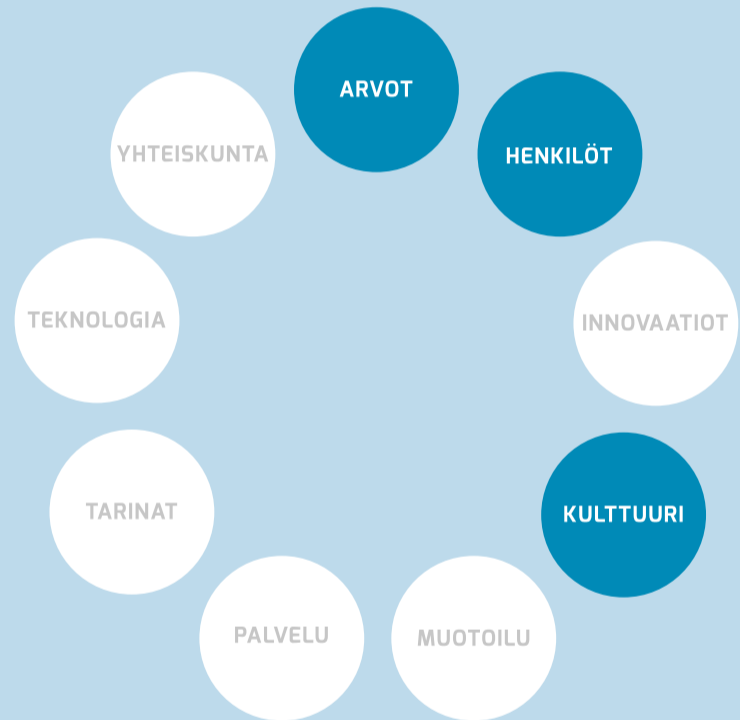 ARVOT
HENKILÖT
INNOVAATIOT
KULTTUURI
MUOTOILU
PALVELU
TARINAT
TEKNOLOGIA
YHTEISKUNTA